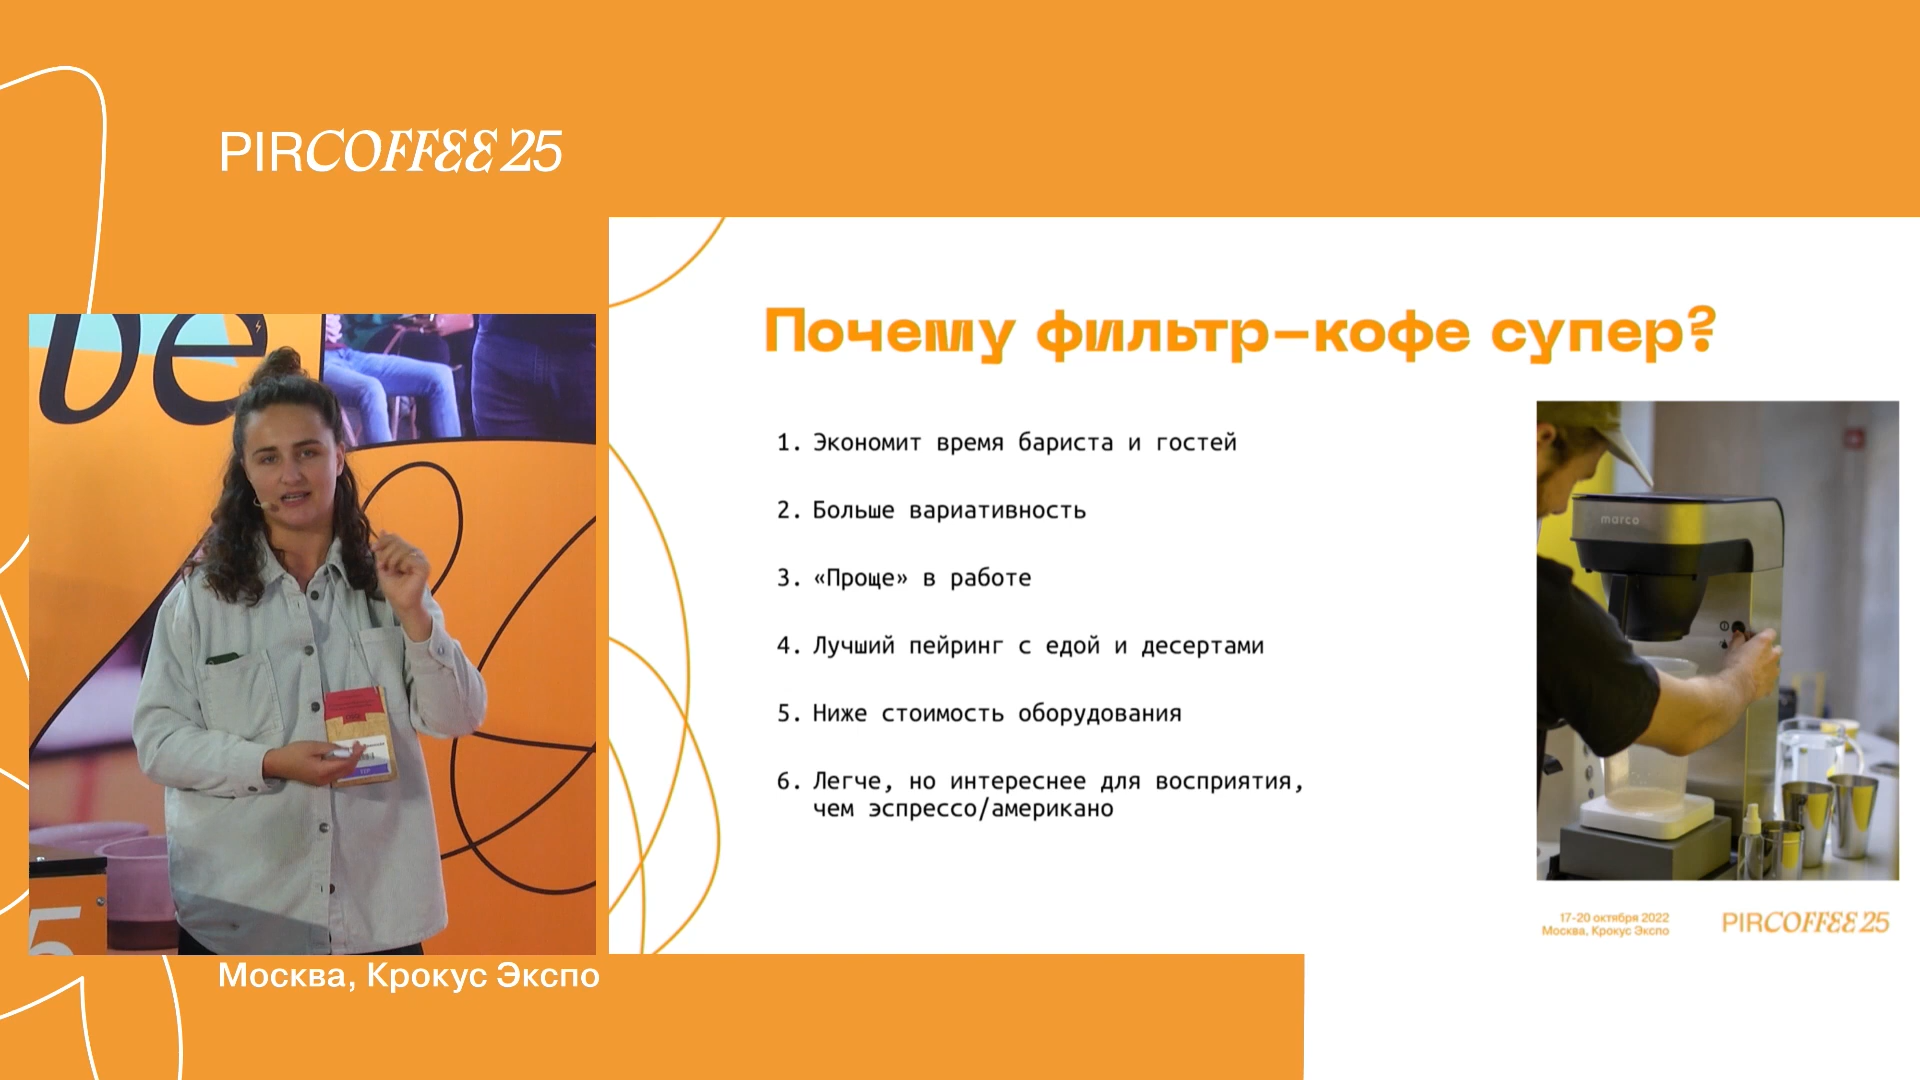 PIRCOFFEE 25
be
Почему фильтр-кофе супер?
1. Экономит время бариста и гостей
2. Больше вариативность
3. «Проще» в работе
4. Лучший пейринг с едой и десертами
5. Ниже стоимость оборудования
6. Легче, но интереснее для восприятия,
чем эспрессо/американо
marco
17-20 октября 2022
Москва, Крокус Экспо
PIRCOFFEE 25
5
Москва, Крокус Экспо